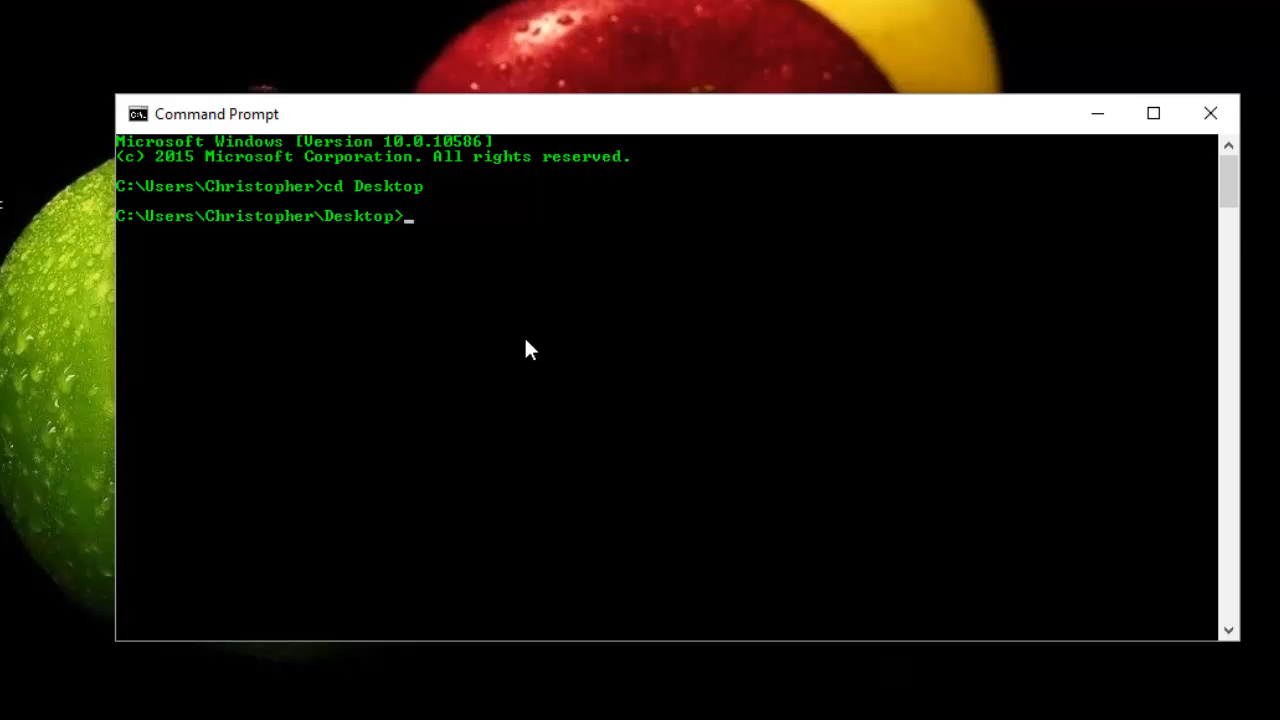 Command Prompt
Microsoft Windows [Version 10.0.10586]
(c) 2015 Microsoft Corporation. All rights reserved.
C:\Users\Christopher>cd Desktop
C:\Users\Christopher\Desktop>